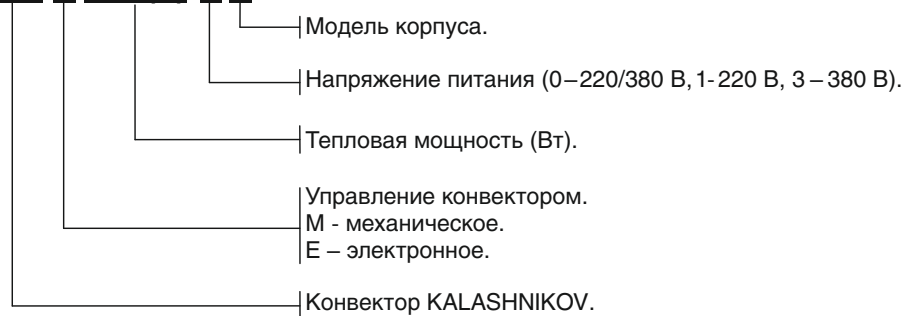 Модель корпуса.
Напряжение питания (0–220/380 В, 1- 220 В, 3 – 380 В).
Тепловая мощность (Вт).
Управление конвектором.
М - механическое.
Е – электронное.
Конвектор KALASHNIKOV.